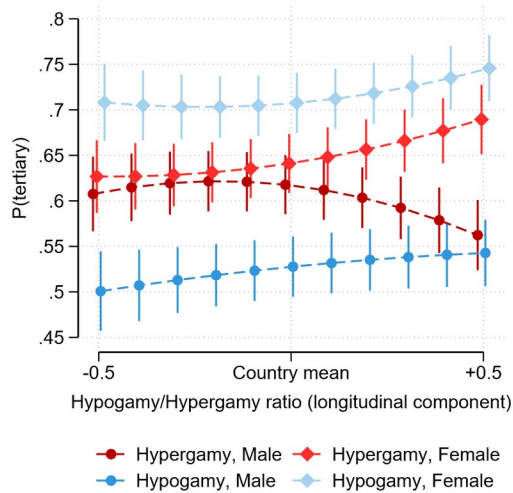 .8
.75
.7
.65
.6
.55
.5
.45
P(tertiary)
-0.5 Country mean +0.5
Hypogamy/Hypergamy ratio (longitudinal component)
Hypergamy, Male Hypergamy, Female
Hypogamy, Male Hypogamy, Female